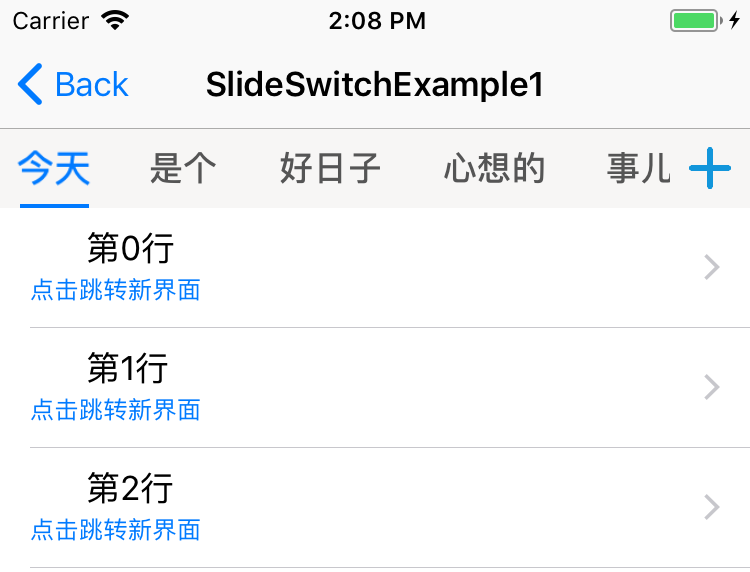 Carrier 2:08 PM
Back SlideSwitchExample1
今天 是个 好日子 心想的 事儿
第0行
点击跳转新界面
第1行
点击跳转新界面
第2行
点击跳转新界面